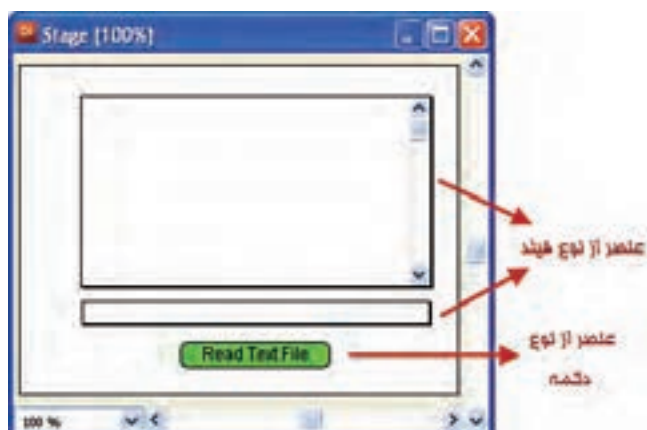 Stage (100%)
عنصر از نوع فیلد
Read Text File
عنصر از نوع
دکمه
100 %